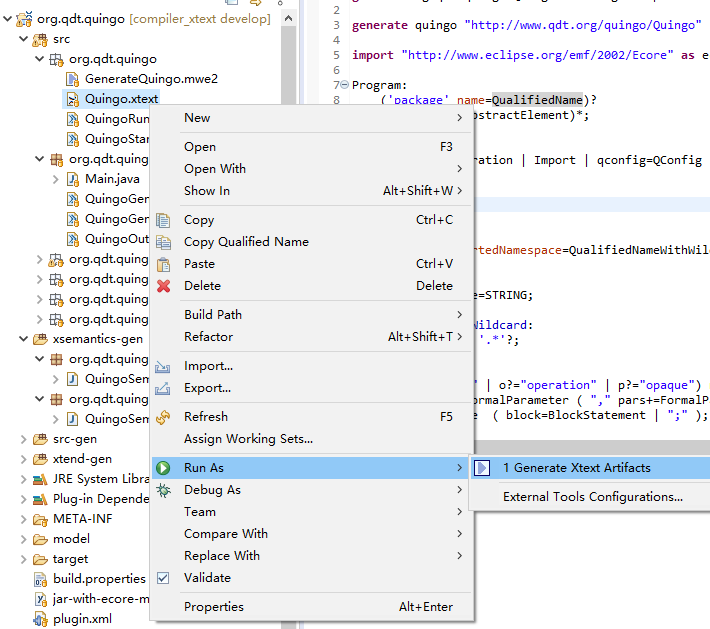 org.qdt.quingo [compiler_xtext develop]
src
org.qdt.quingo
GenerateQuingo.mwe2
Quingo.xtext
QuingoRun
QuingoStar
org.qdt.quing
Main.java
QuingoGer
QuingoGer
QuingoOut
org.qdt.quing
org.qdt.quing
org.qdt.quing
org.qdt.quing
xsemantics-gen
org.qdt.quing
QuingoSem
org.qdt.quing
QuingoSem
src-gen
xtend-gen
JRE System Libra
Plug-in Depende
META-INF
model
target
build.properties
jar-with-ecore-m
plugin.xml
New
Open F3
Open With
Show In Alt+Shift+W
Copy Ctrl+C
Copy Qualified Name
Paste Ctrl+V
Delete Delete
Build Path
Refactor Alt+Shift+T
Import...
Export...
Refresh F5
Assign Working Sets...
Run As
Debug As
Team
Compare With
Replace With
Validate
Properties Alt+Enter
1 Generate Xtext Artifacts
External Tools Configurations...
2
3 generate quingo "http://www.qdt.org/quingo/Quingo"
4
5 import "http://www.eclipse.org/emf/2002/Ecore" as e
6
7 Program:
8 ('package' name=QualifiedName)?
bstractElement)*;
ration | Import | qconfig=QConfig
rtedNamespace=QualifiedNameWithWil
e=STRING;
Wildcard:
'.*'?;
" | o?="operation" | p?="opaque")
ormalParameter ( "," pars+=FormalP
e ( block=BlockStatement | ";" );